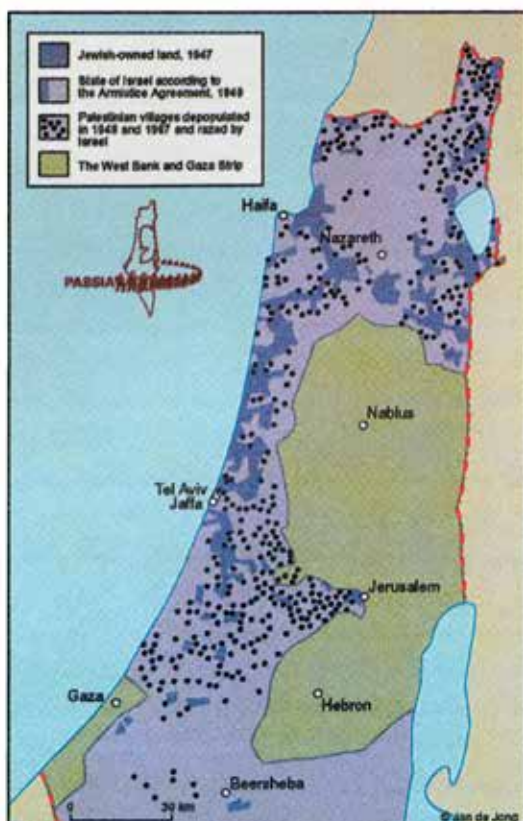 Jewish-owned land, 1947
State of Israel according to
the Armistice Agreement, 1949
Palestinian villages depopulated
in 1948 and 1967 and razed by
Israel
The West Bank and Gaza Strip
Haifa
Nazareth
PASSIA
Nablus
Tel Aviv
Jaffa
Jerusalem
Gaza
Hebron
Beersheba
0 30 km
© Jan de Jong